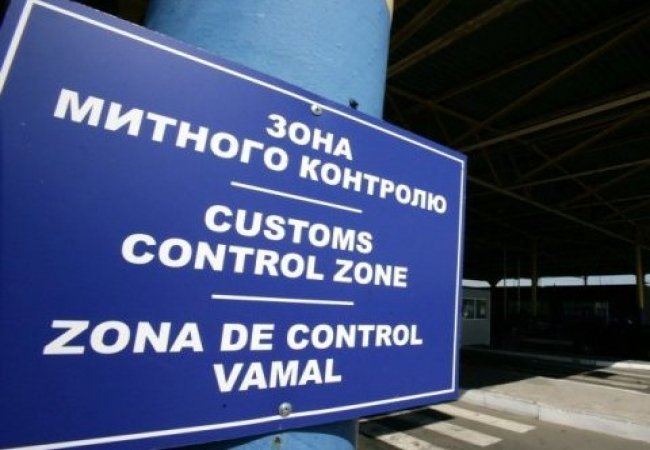 ЗОНА
МИТНОГО КОНТРОЛЮ
CUSTOMS
CONTROL ZONE
ZONA DE CONTROL
VAMAL